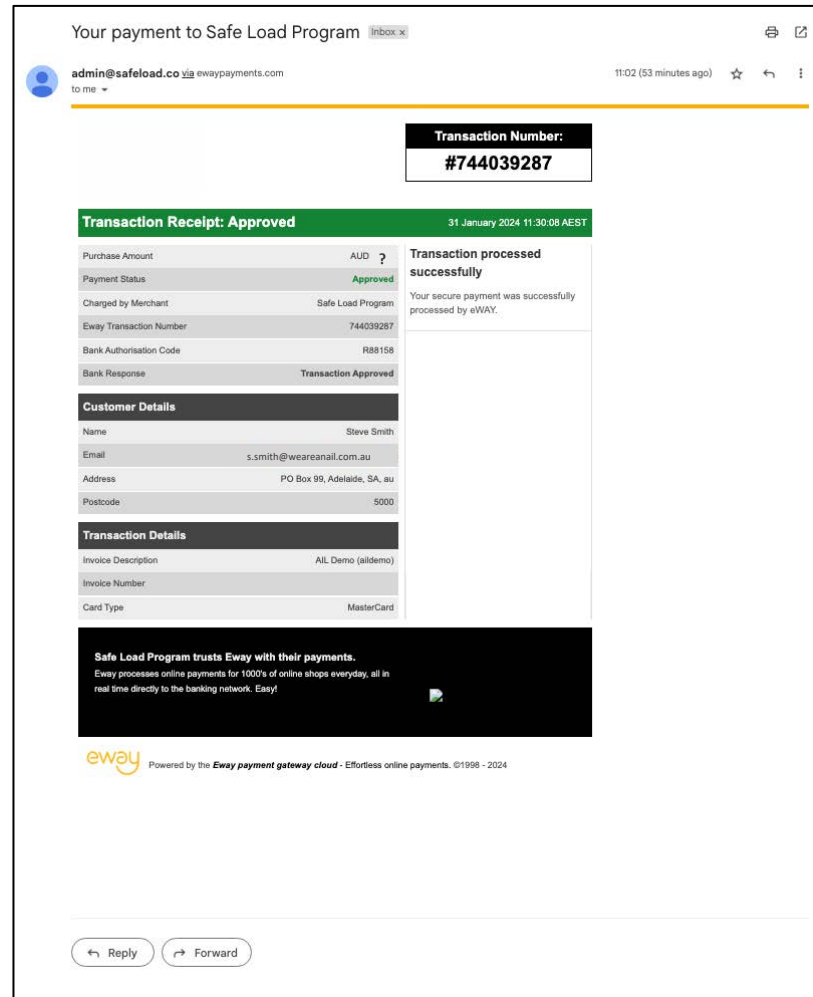 Your payment to Safe Load Program Inbox x
admin@safeload.co via ewaypayments.com 11:02 (53 minutes ago)
to me
Transaction Number:
#744039287
Transaction Receipt: Approved 31 January 2024 11:30:08 AEST
Purchase Amount AUD ?
Payment Status Approved
Charged by Merchant Safe Load Program
Eway Transaction Number 744039287
Bank Authorisation Code R88158
Bank Response Transaction Approved
Transaction processed
successfully
Your secure payment was successfully
processed by eWAY.
Customer Details
Name Steve Smith
Email s.smith@weareanail.com.au
Address PO Box 99, Adelaide, SA, au
Postcode 5000
Transaction Details
Invoice Description AIL Demo (aildemo)
Invoice Number
Card Type MasterCard
Safe Load Program trusts Eway with their payments.
Eway processes online payments for 1000's of online shops everyday, all in
real time directly to the banking network. Easy!
eway Powered by the Eway payment gateway cloud - Effortless online payments. ©1998 - 2024
Reply Forward